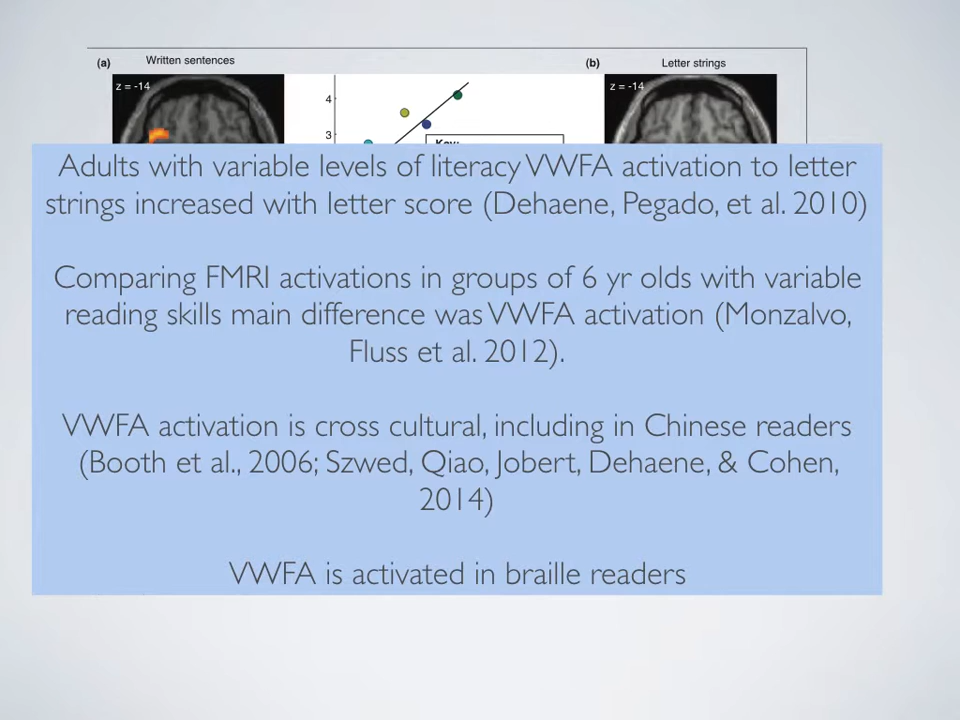 (a) Written sentences (b) Letter strings
z = -14 z = -14
4
3
Adults with variable levels of literacy VWFA activation to letter
strings increased with letter score (Dehaene, Pegado, et al. 2010)
Comparing FMRI activations in groups of 6 yr olds with variable
reading skills main difference was VWFA activation (Monzalvo,
Fluss et al. 2012).
VWFA activation is cross cultural, including in Chinese readers
(Booth et al., 2006; Szwed, Qiao, Jobert, Dehaene, & Cohen,
2014)
VWFA is activated in braille readers